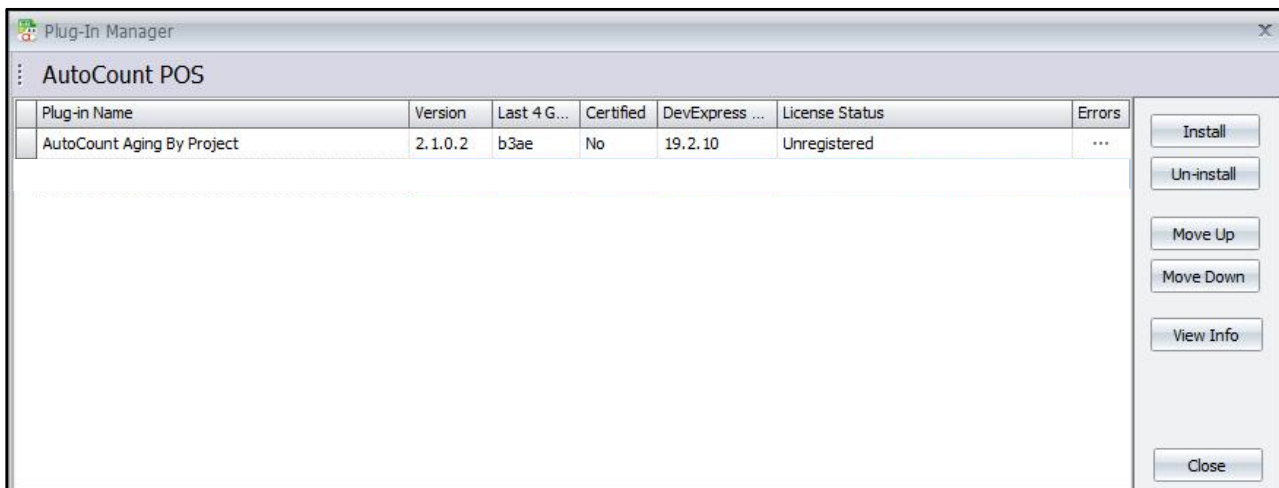 Plug-In Manager
AutoCount POS
Plug-in Name Version Last 4 G... Certified DevExpress ... License Status Errors
AutoCount Aging By Project 2.1.0.2 b3ae No 19.2.10 Unregistered ...
Install
Un-install
Move Up
Move Down
View Info
Close